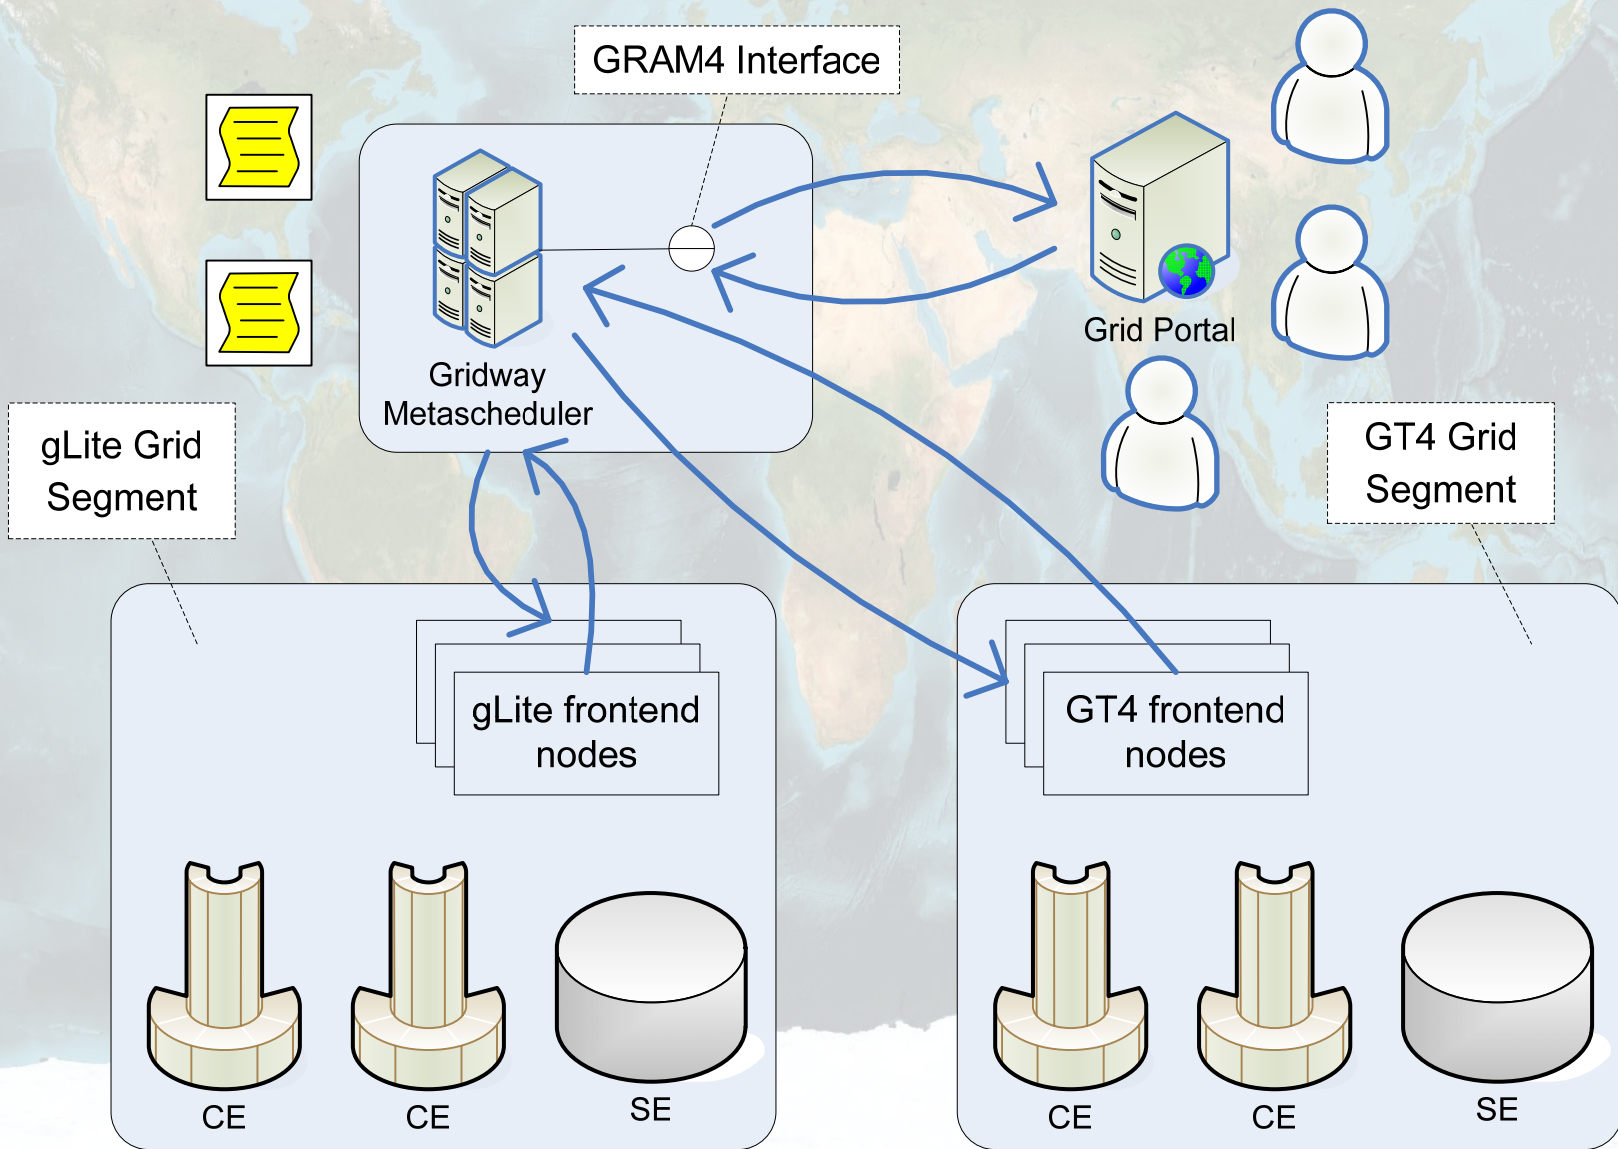 GRAM4 Interface
Grid Portal
Gridway
Metascheduler
gLite Grid
Segment
GT4 Grid
Segment
gLite frontend
nodes
GT4 frontend
nodes
CE
CE
SE
CE
CE
SE